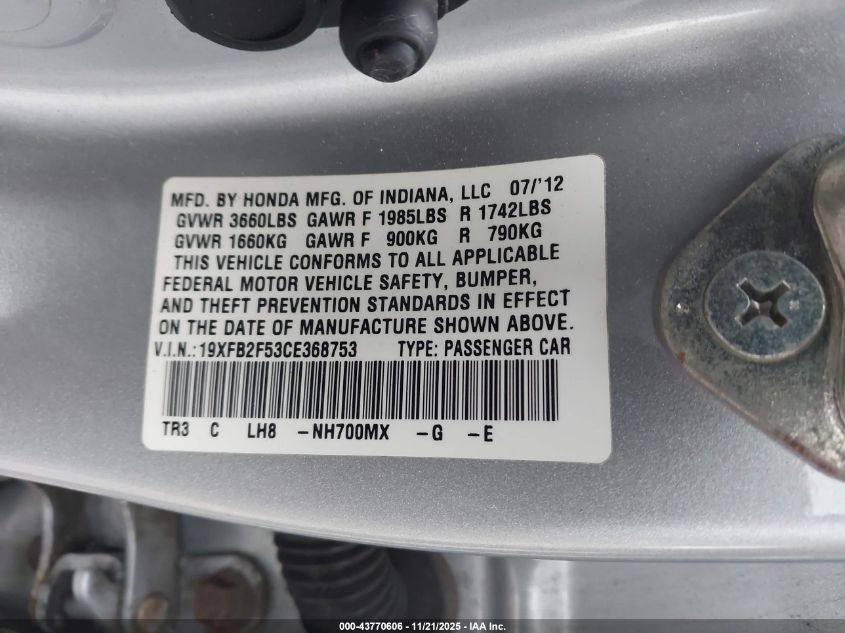 MFD. BY HONDA MFG. OF INDIANA, LLC 07/'12
GVWR 3660LBS GAWR F 1985LBS R 1742LBS
GVWR 1660KG GAWR F 900KG R 790KG
THIS VEHICLE CONFORMS TO ALL APPLICABLE
FEDERAL MOTOR VEHICLE SAFETY, BUMPER,
AND THEFT PREVENTION STANDARDS IN EFFECT
ON THE DATE OF MANUFACTURE SHOWN ABOVE.
V.I.N.:19XFB2F53CE368753 TYPE: PASSENGER CAR
TR3 C LH8 -NH700MX -G -E
000-43770606 - 11/21/2025 - IAA Inc.